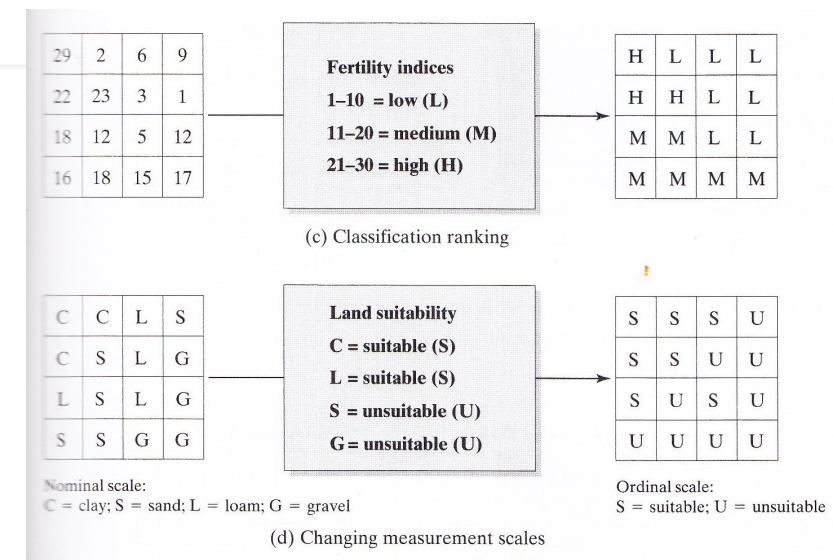 29 2 6 9
22 23 3 1
18 12 5 12
16 18 15 17
Fertility indices
1–10 = low (L)
11–20 = medium (M)
21–30 = high (H)
H L L L
H H L L
M M L L
M M M M
(c) Classification ranking
C C L S
C S L G
L S L G
S S G G
Land suitability
C = suitable (S)
L = suitable (S)
S = unsuitable (U)
G = unsuitable (U)
S S S U
S S U U
S U S U
U U U U
Nominal scale:
C = clay; S = sand; L = loam; G = gravel
Ordinal scale:
S = suitable; U = unsuitable
(d) Changing measurement scales